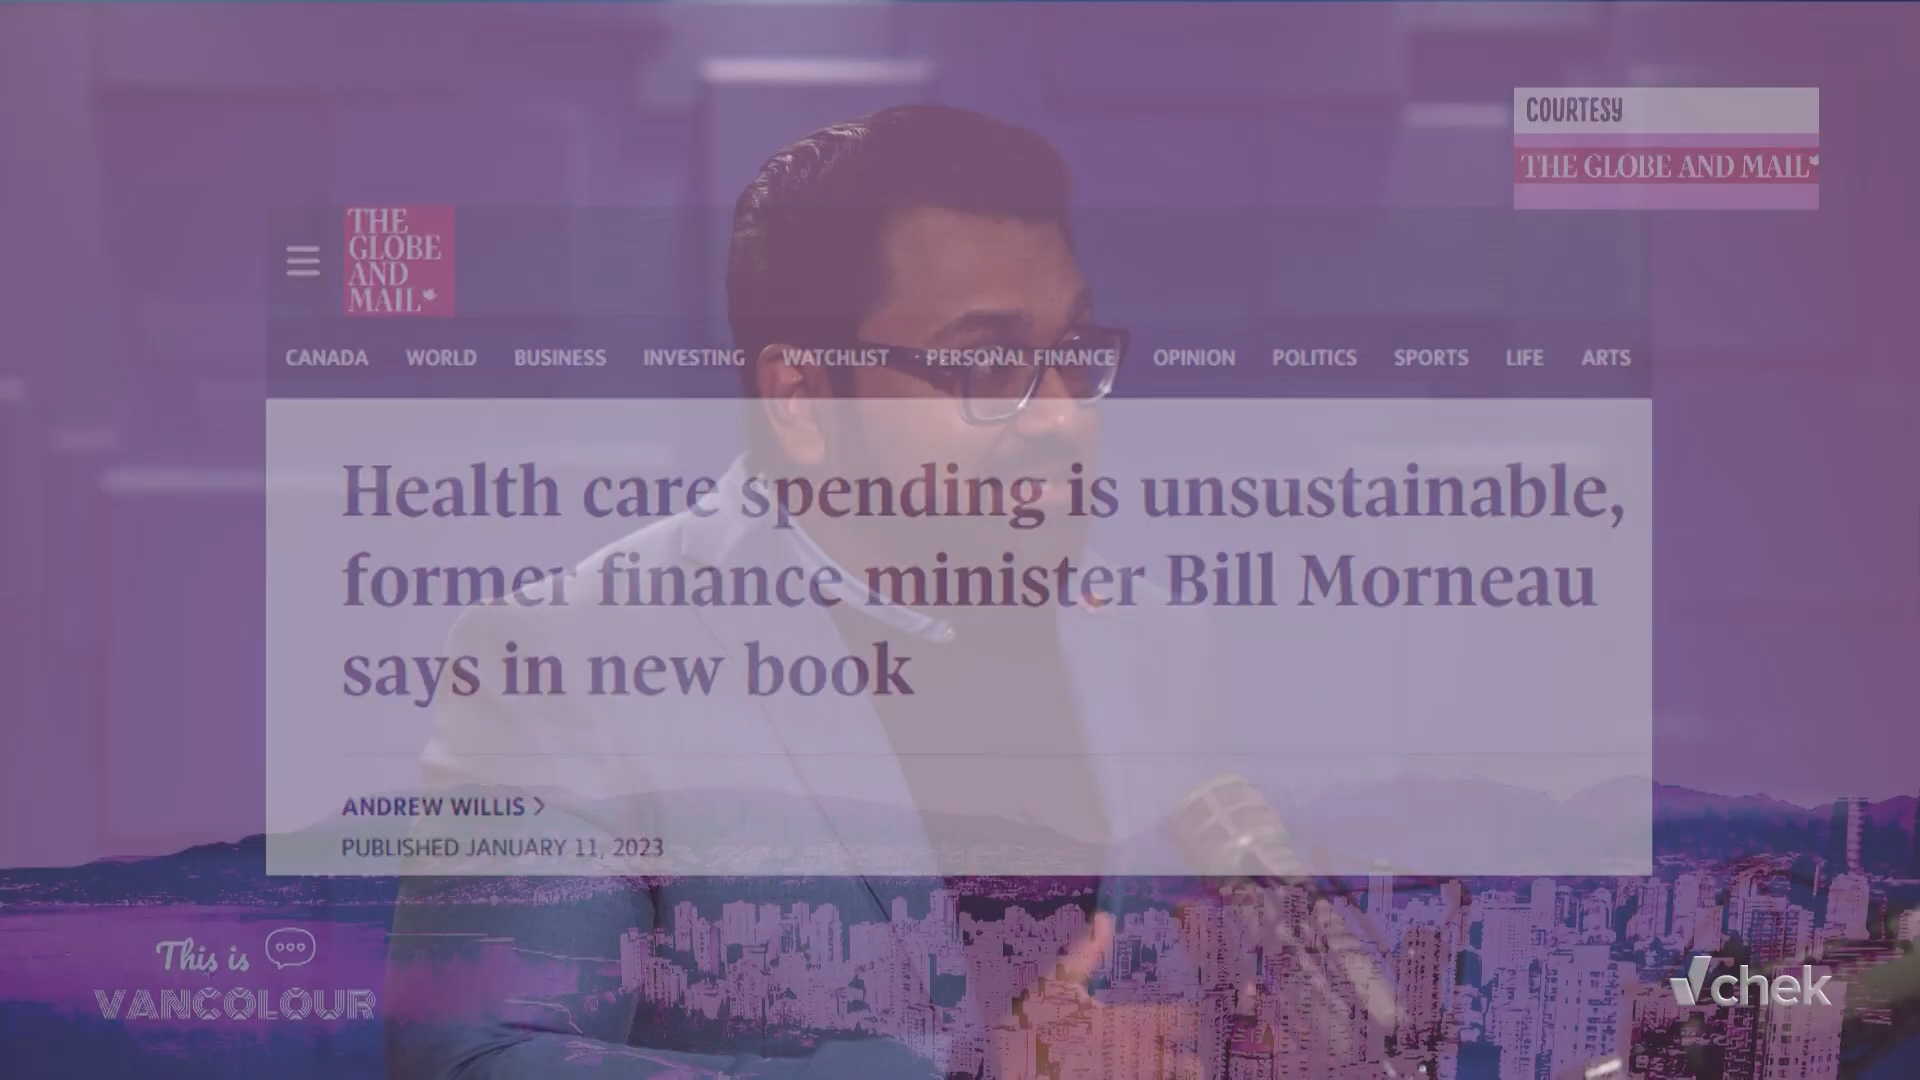 COURTESY
THE GLOBE AND MAIL
THE
GLOBE
AND
MAIL
CANADA WORLD BUSINESS INVESTING WATCHLIST PERSONAL FINANCE OPINION POLITICS SPORTS LIFE ARTS
Health care spending is unsustainable,
former finance minister Bill Morneau
says in new book
ANDREW WILLIS >
PUBLISHED JANUARY 11, 2023
This is
VANCOLOUR
chek